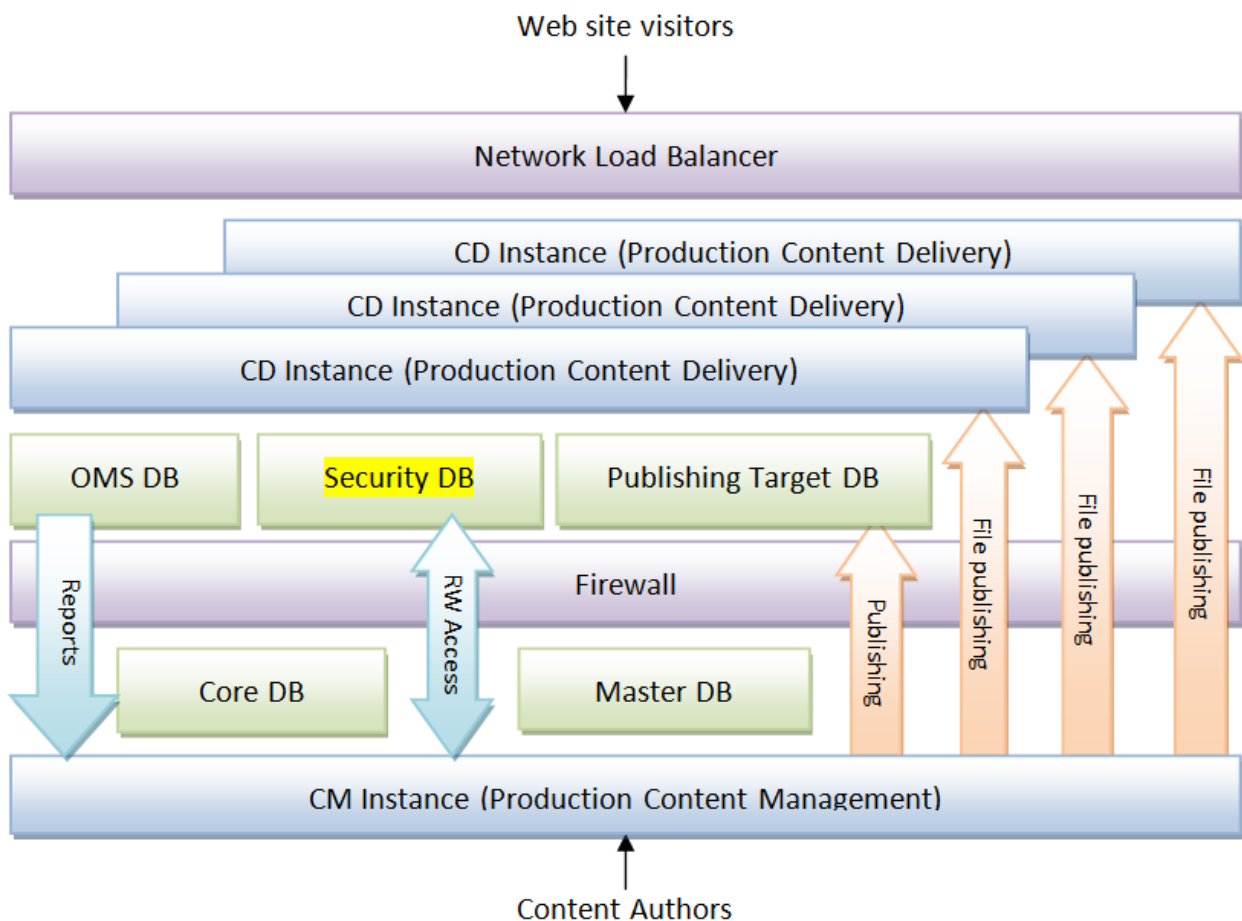 Web site visitors
Network Load Balancer
CD Instance (Production Content Delivery)
CD Instance (Production Content Delivery)
CD Instance (Production Content Delivery)
OMS DB
Security DB
Publishing Target DB
File publishing
File publishing
File publishing
Firewall
Reports
RW Access
Publishing
Core DB
Master DB
CM Instance (Production Content Management)
Content Authors